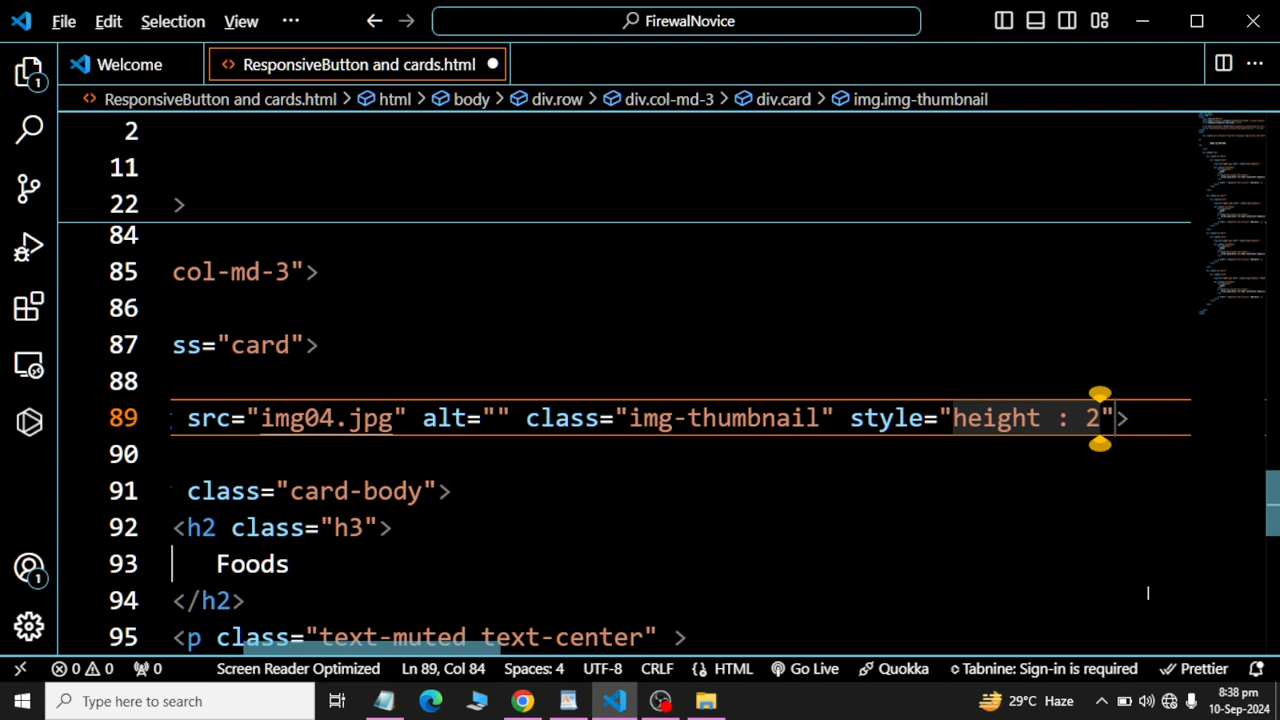 File Edit Selection View ··· FirewalNovice
Welcome ResponsiveButton and cards.html
ResponsiveButton and cards.html > html > body > div.row > div.col-md-3 > div.card > img.img-thumbnail
2
11
22 >
84
85 col-md-3">
86
87 ss="card">
88
89 src="img04.jpg" alt="" class="img-thumbnail" style="height : 2">
90
91 class="card-body">
92 <h2 class="h3">
93 Foods
94 </h2>
95 <p class="text-muted text-center" >
1
1
0 0 0 Screen Reader Optimized Ln 89, Col 84 Spaces: 4 UTF-8 CRLF {} HTML Go Live Quokka Tabnine: Sign-in is required Prettier
Type here to search 29°C Haze 8:38 pm
10-Sep-2024